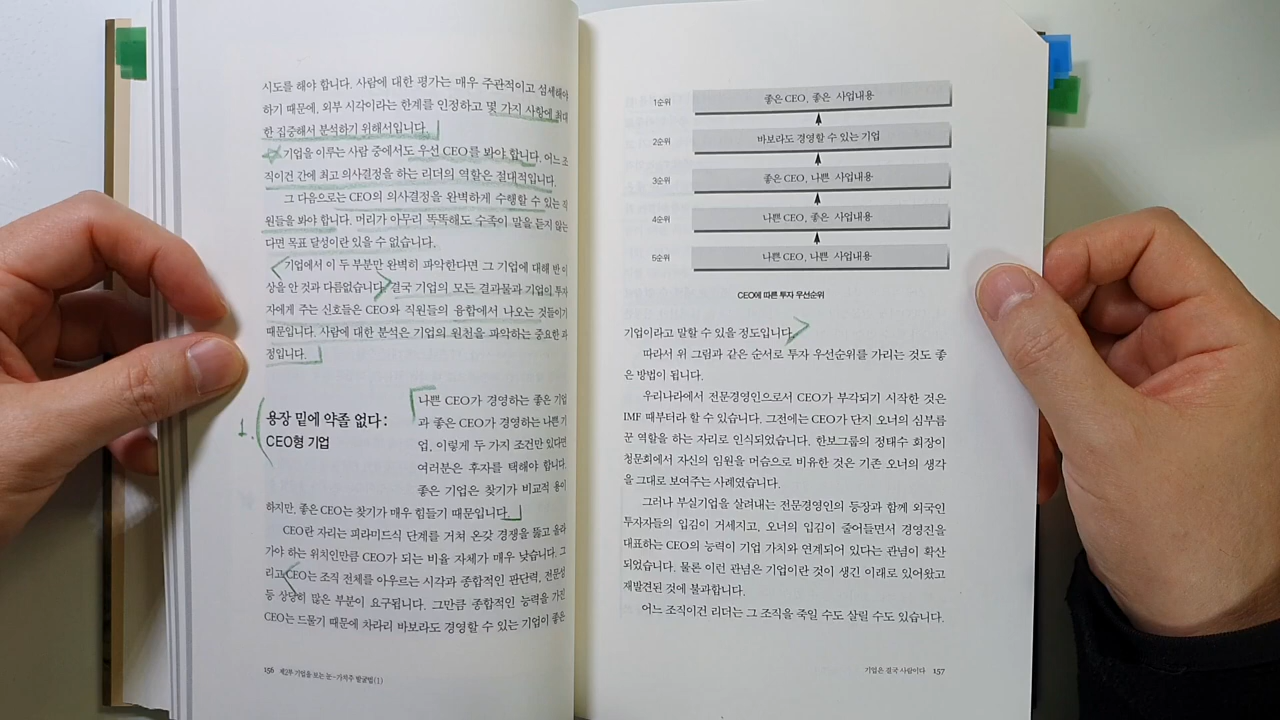 시도를 해야 합니다. 사람에 대한 평가는 매우 주관적이고 섬세해야
하기 때문에, 외부 시각이라는 한계를 인정하고 몇 가지 사항에 최대
한 집중해서 분석하기 위해서입니다.
기업을 이루는 사람 중에서도 우선 CEO를 봐야 합니다. 어느 조
직이건 간에 최고 의사결정을 하는 리더의 역할은 절대적입니다.
그 다음으로는 CEO의 의사결정을 완벽하게 수행할 수 있는 직
원들을 봐야 합니다. 머리가 아무리 똑똑해도 수족이 말을 듣지 않는
다면 목표 달성이란 있을 수 없습니다.
기업에서 이 두 부분만 완벽히 파악한다면 그 기업에 대해 반 이
상을 안 것과 다름없습니다. 결국 기업의 모든 결과물과 기업의 투자
자에게 주는 신호들은 CEO와 직원들의 융합에서 나오는 것들이기
때문입니다. 사람에 대한 분석은 기업의 원천을 파악하는 중요한 과
정입니다.
1.
용장 밑에 약졸 없다:
CEO형 기업
나쁜 CEO가 경영하는 좋은 기업
과 좋은 CEO가 경영하는 나쁜 기
업, 이렇게 두 가지 조건만 있다면
여러분은 후자를 택해야 합니다.
좋은 기업은 찾기가 비교적 용이
하지만, 좋은 CEO는 찾기가 매우 힘들기 때문입니다.
CEO란 자리는 피라미드식 단계를 거쳐 온갖 경쟁을 뚫고 올라
가야 하는 위치인만큼 CEO가 되는 비율 자체가 매우 낮습니다. 그
리고 CEO는 조직 전체를 아우르는 시각과 종합적인 판단력, 전문성
등 상당히 많은 부분이 요구됩니다. 그만큼 종합적인 능력을 가진
CEO는 드물기 때문에 차라리 바보라도 경영할 수 있는 기업이 좋은
156 제2부 기업을 보는 눈-가치주 발굴법(1)
1순위 좋은 CEO, 좋은 사업내용
2순위 바보라도 경영할 수 있는 기업
3순위 좋은 CEO, 나쁜 사업내용
4순위 나쁜 CEO, 좋은 사업내용
5순위 나쁜 CEO, 나쁜 사업내용
CEO에 따른 투자 우선순위
기업이라고 말할 수 있을 정도입니다.
따라서 위 그림과 같은 순서로 투자 우선순위를 가리는 것도 좋
은 방법이 됩니다.
우리나라에서 전문경영인으로서 CEO가 부각되기 시작한 것은
IMF 때부터라 할 수 있습니다. 그전에는 CEO가 단지 오너의 심부름
꾼 역할을 하는 자리로 인식되었습니다. 한보그룹의 정태수 회장이
청문회에서 자신의 임원을 머슴으로 비유한 것은 기존 오너의 생각
을 그대로 보여주는 사례였습니다.
그러나 부실기업을 살려내는 전문경영인의 등장과 함께 외국인
투자자들의 입김이 거세지고, 오너의 입김이 줄어들면서 경영진을
대표하는 CEO의 능력이 기업 가치와 연계되어 있다는 관념이 확산
되었습니다. 물론 이런 관념은 기업이란 것이 생긴 이래로 있어왔고
재발견된 것에 불과합니다.
어느 조직이건 리더는 그 조직을 죽일 수도 살릴 수도 있습니다.
기업은 결국 사람이다 157